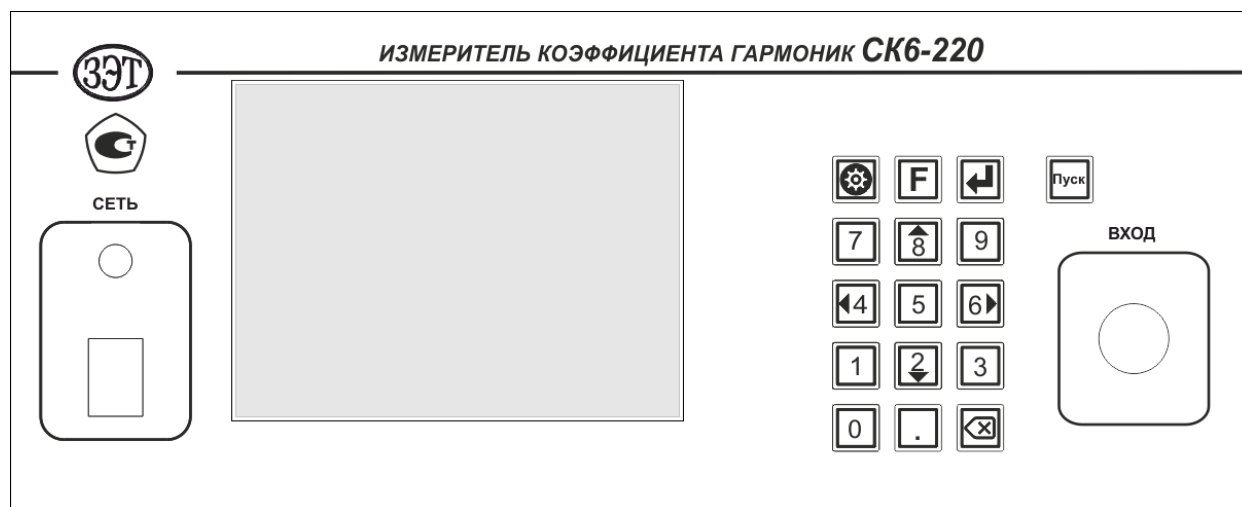 ИЗМЕРИТЕЛЬ КОЭФФИЦИЕНТА ГАРМОНИК СК6-220
ЗЭТ
СТ
СЕТЬ
F
Пуск
7 8 9
ВХОД
4 5 6
1 2 3
0 .